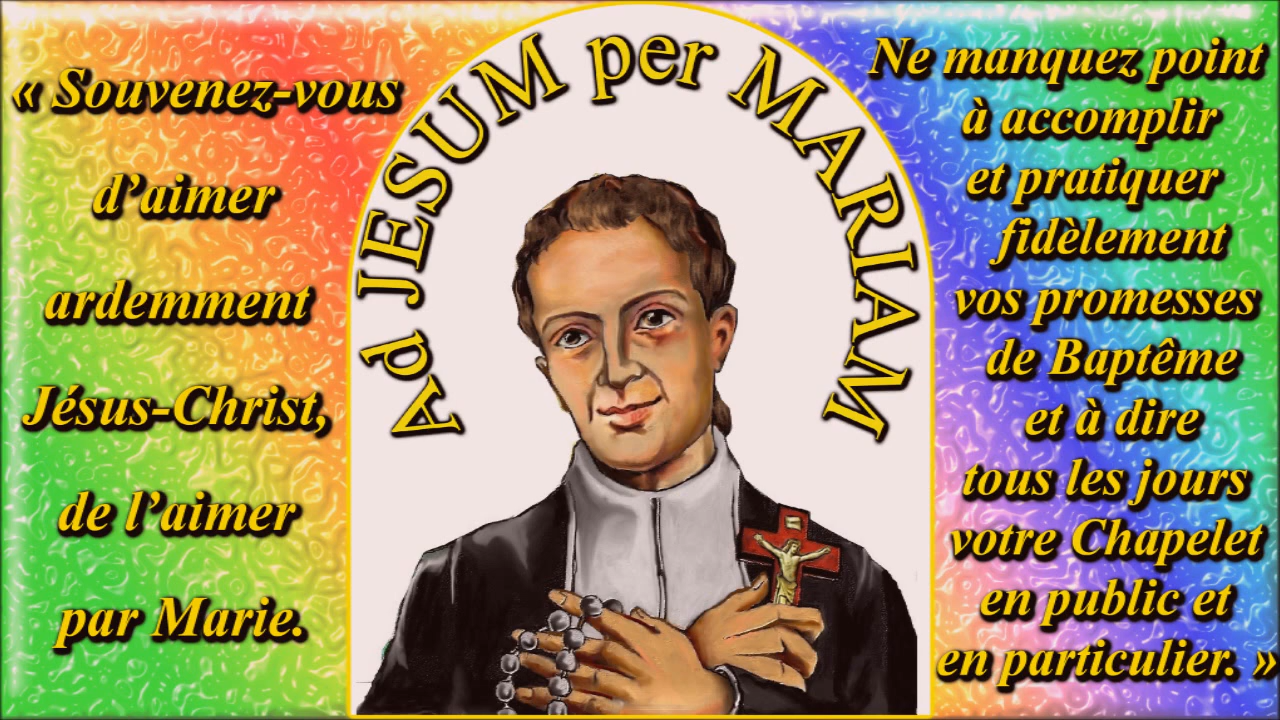 « Souvenez-vous
d’aimer
ardemment
Jésus-Christ,
de l’aimer
par Marie.
Ad JESUM per MARIAM
Ne manquez point
à accomplir
et pratiquer
fidèlement
vos promesses
de Baptême
et à dire
tous les jours
votre Chapelet
en public et
en particulier. »